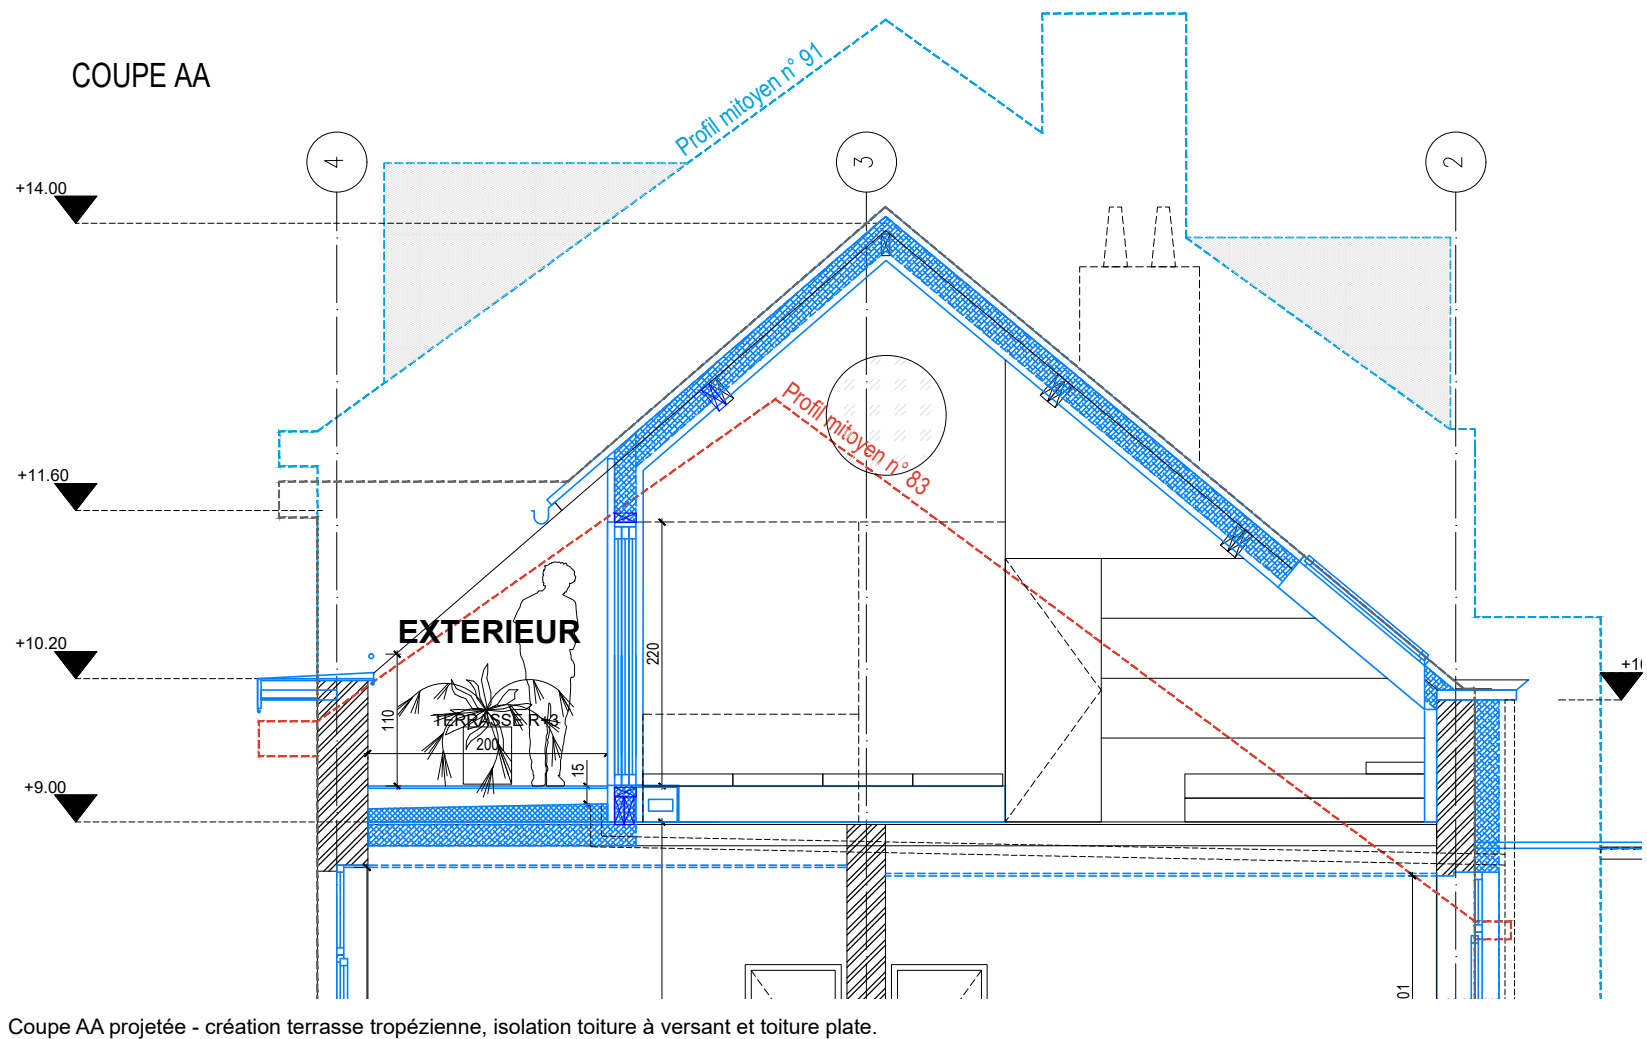 COUPE AA
Profil mitoyen n° 91
4
3
2
+14.00
Profil mitoyen n° 83
+11.60
EXTERIEUR
+10.20
220
110
TERRASSE R+3
200
15
+9.00
Coupe AA projetée - création terrasse tropézienne, isolation toiture à versant et toiture plate.